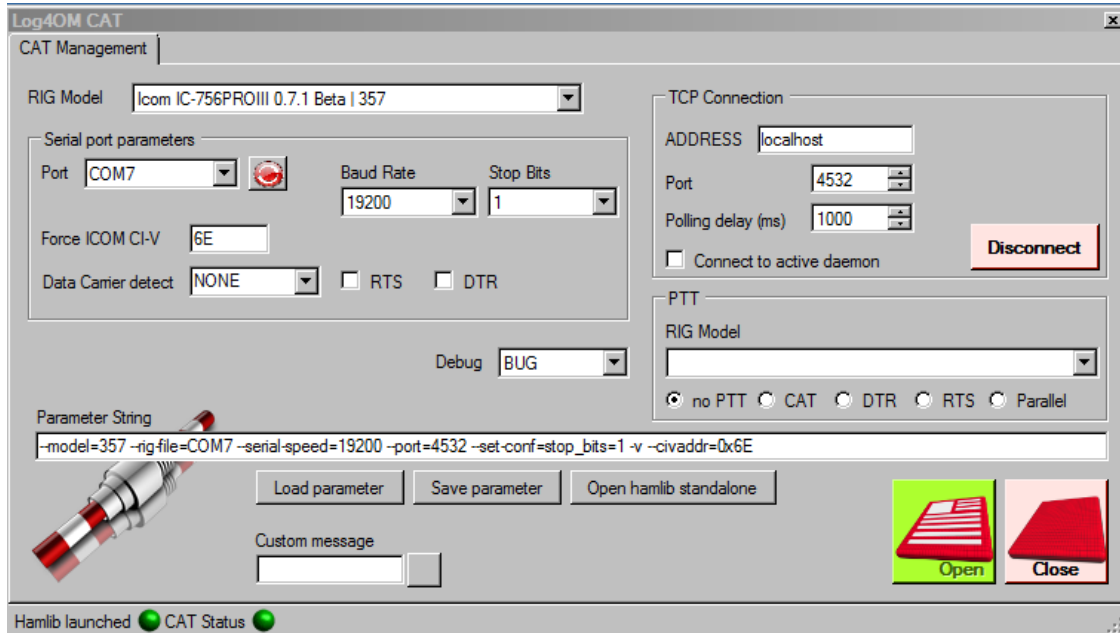 Log4OM CAT
CAT Management
RIG Model Icom IC-756PROIII 0.7.1 Beta | 357
Serial port parameters
Port COM7
Baud Rate Stop Bits
19200 1
Force ICOM CI-V 6E
Data Carrier detect NONE RTS DTR
Debug BUG
TCP Connection
ADDRESS localhost
Port 4532
Polling delay (ms) 1000
Disconnect
Connect to active daemon
PTT
RIG Model
no PTT CAT DTR RTS Parallel
Parameter String
--model=357 --rig-file=COM7 --serial-speed=19200 --port=4532 --set-conf=stop_bits=1 -v --civaddr=0x6E
Load parameter Save parameter Open hamlib standalone
Custom message
Open Close
Hamlib launched CAT Status